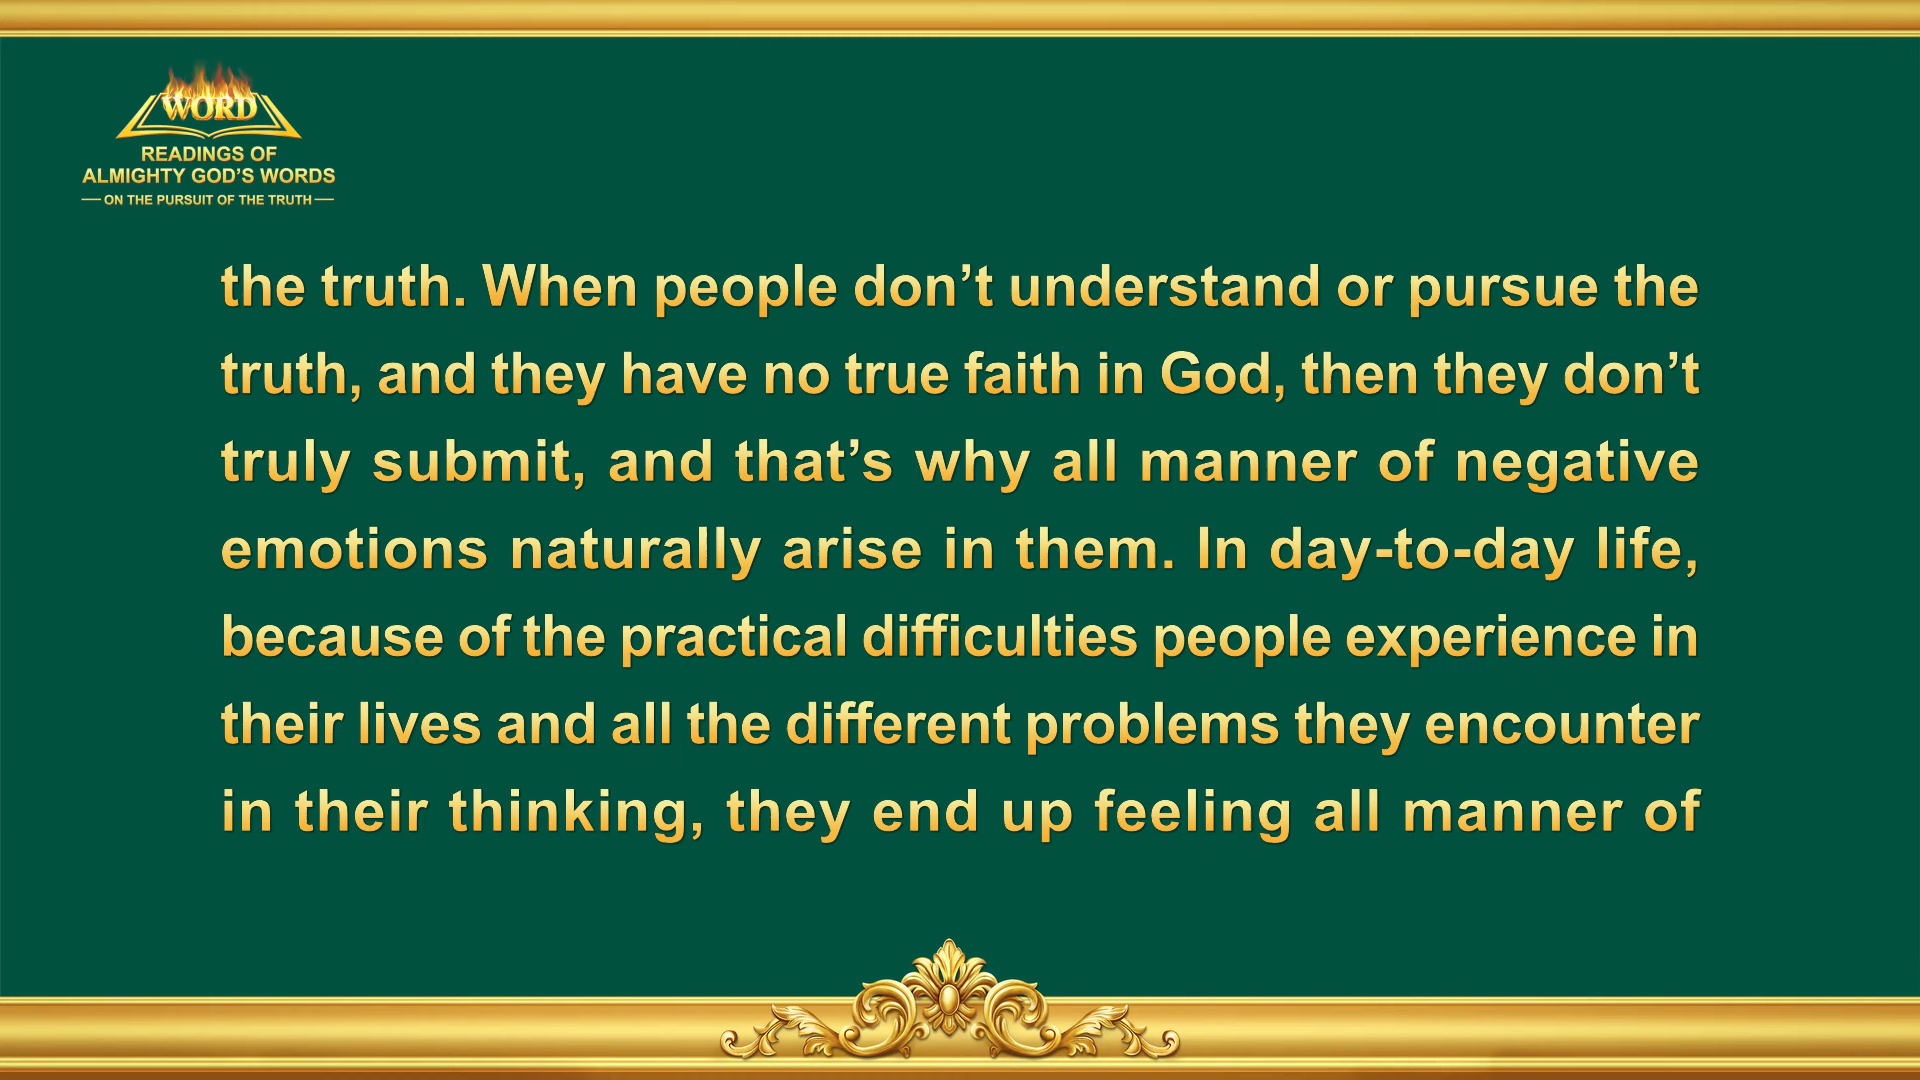 WORD
READINGS OF
ALMIGHTY GOD’S WORDS
— ON THE PURSUIT OF THE TRUTH —
the truth. When people don’t understand or pursue the
truth, and they have no true faith in God, then they don’t
truly submit, and that’s why all manner of negative
emotions naturally arise in them. In day-to-day life,
because of the practical difficulties people experience in
their lives and all the different problems they encounter
in their thinking, they end up feeling all manner of